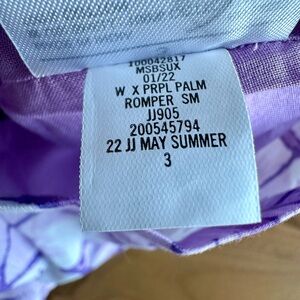 100042817
MSBSUX
01/22
W X PRPL PALM
ROMPER SM
JJ905
200545794
22 JJ MAY SUMMER
3